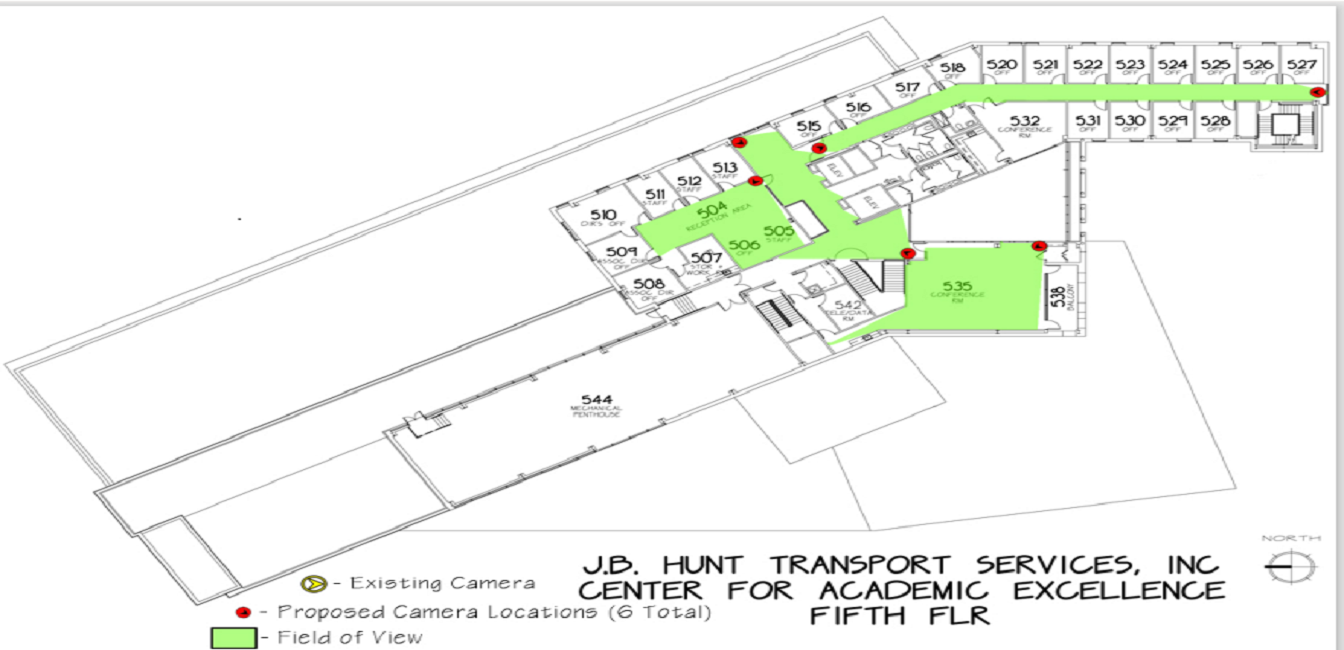 520
OFF
521
OFF
522
OFF
523
OFF
524
OFF
525
OFF
526
OFF
527
OFF
518
OFF
517
OFF
516
OFF
515
OFF
532
CONFERENCE
RM
531
OFF
530
OFF
529
OFF
528
OFF
ELEV
ELEV
513
STAFF
512
STAFF
511
STAFF
510
DIR'S OFF
504
RECEPTION AREA
505
STAFF
506
OFF
509
ASSOC DIR
OFF
507
STOR +
WORK
508
ASSOC DIR
OFF
535
CONFERENCE
RM
538
BALCONY
542
TELE/DATA
RM
544
MECHANICAL
PENTHOUSE
NORTH
J.B. HUNT TRANSPORT SERVICES, INC
CENTER FOR ACADEMIC EXCELLENCE
FIFTH FLR
- Existing Camera
- Proposed Camera Locations (6 Total)
- Field of View